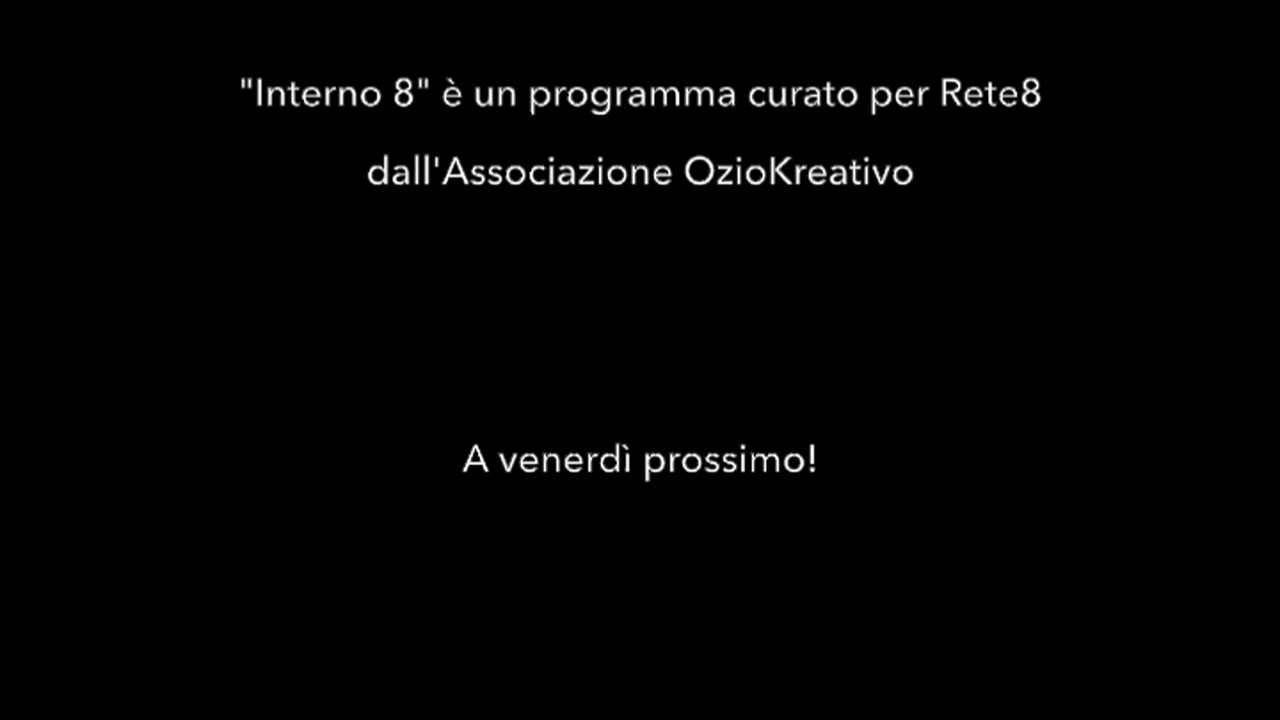 "Interno 8" è un programma curato per Rete8
dall'Associazione OzioKreativo
A venerdì prossimo!